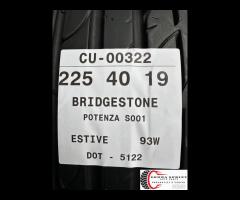 CU-00322
225 40 19
BRIDGESTONE
POTENZA S001
ESTIVE 93W
DOT - 5122